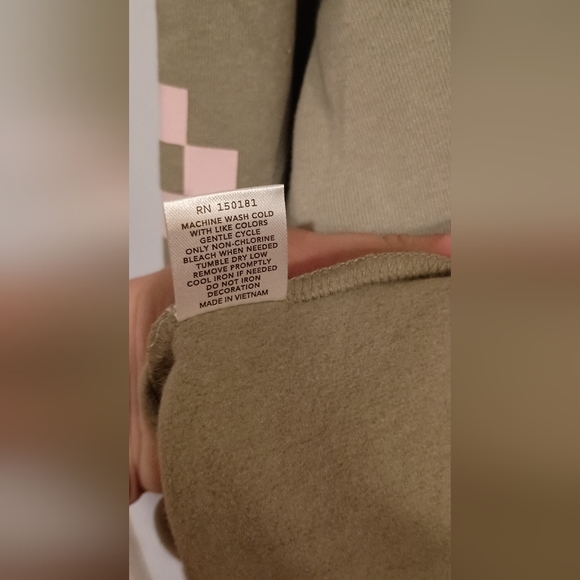 RN 150181
MACHINE WASH COLD
WITH LIKE COLORS
GENTLE CYCLE
ONLY NON-CHLORINE
BLEACH WHEN NEEDED
TUMBLE DRY LOW
REMOVE PROMPTLY
COOL IRON IF NEEDED
DO NOT IRON
DECORATION
MADE IN VIETNAM